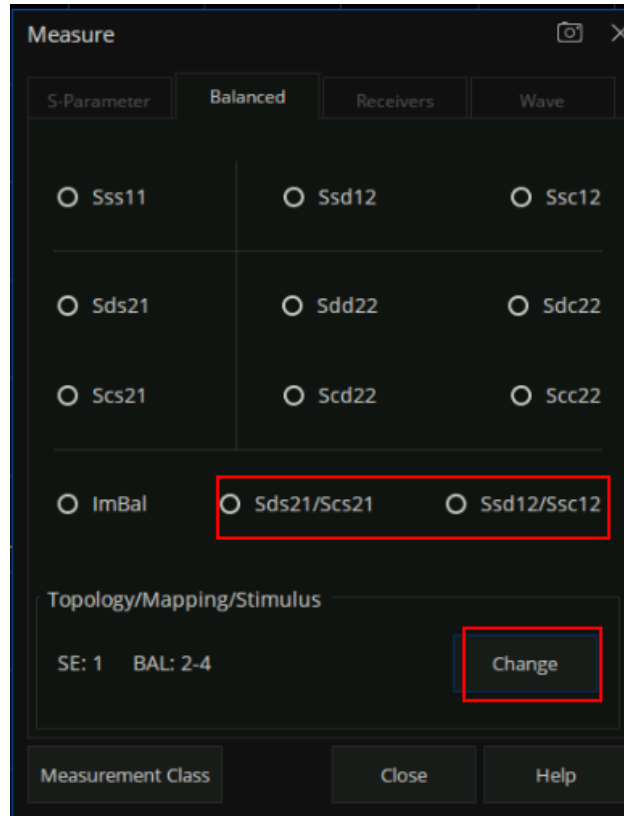 Measure
S-Parameter Balanced Receivers Wave
Sss11 Ssd12 Ssc12
Sds21 Sdd22 Sdc22
Scs21 Scd22 Scc22
ImBal Sds21/Scs21 Ssd12/Ssc12
Topology/Mapping/Stimulus
SE: 1 BAL: 2-4 Change
Measurement Class Close Help